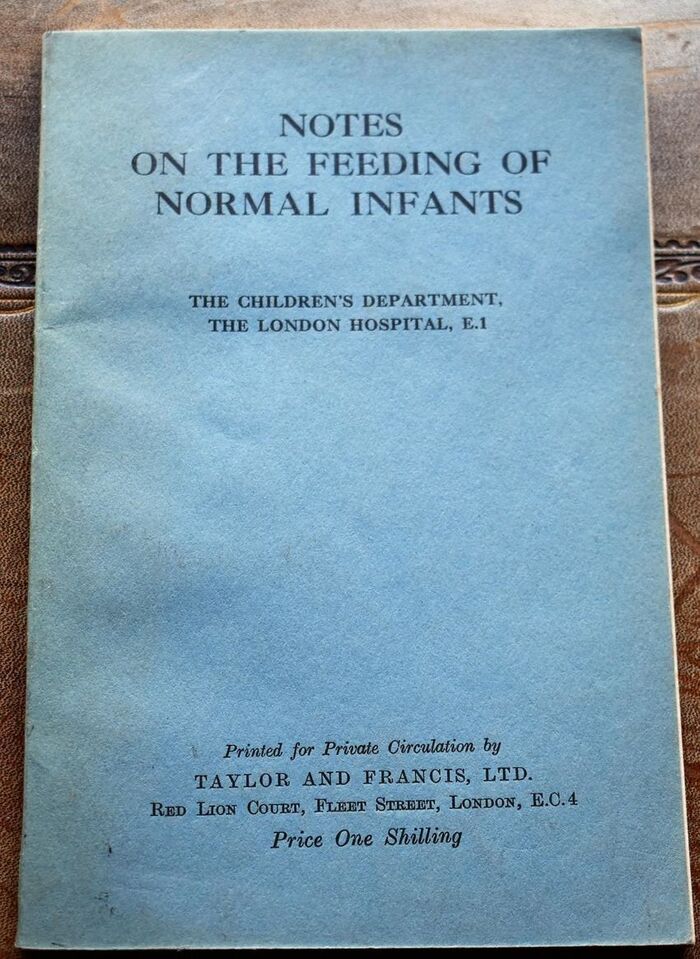 NOTES
ON THE FEEDING OF
NORMAL INFANTS
THE CHILDREN'S DEPARTMENT,
THE LONDON HOSPITAL, E.1
Printed for Private Circulation by
TAYLOR AND FRANCIS, LTD.
RED LION COURT, FLEET STREET, LONDON, E.C.4
Price One Shilling